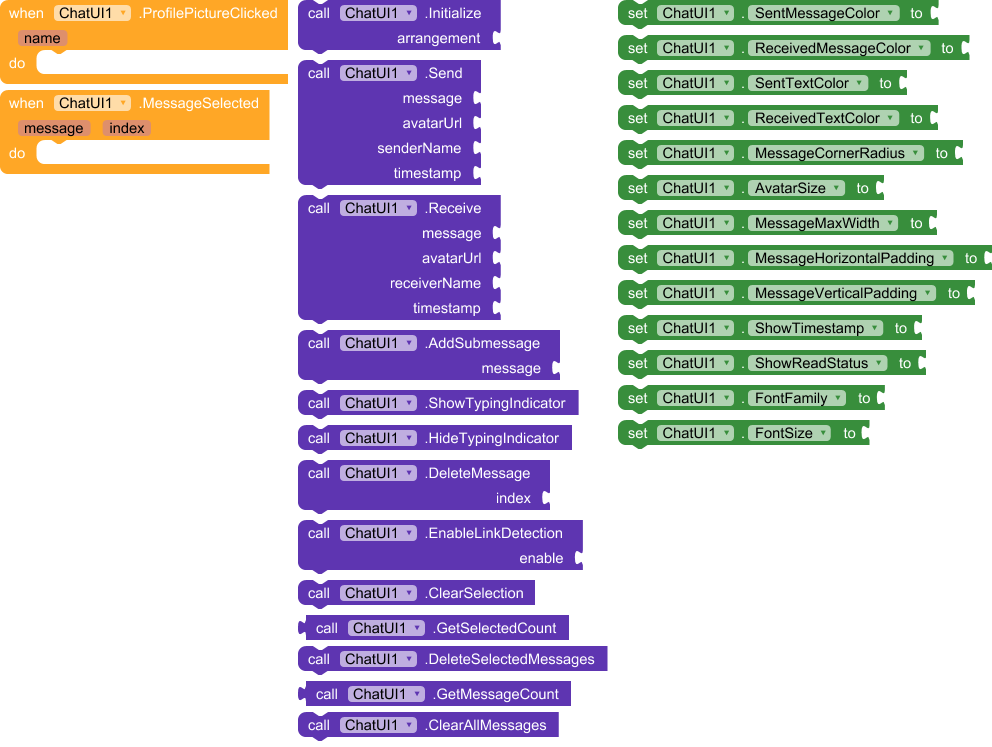 when ChatUI1 .ProfilePictureClicked
name
do
when ChatUI1 .MessageSelected
message index
do
call ChatUI1 .Initialize
arrangement
call ChatUI1 .Send
message
avatarUrl
senderName
timestamp
call ChatUI1 .Receive
message
avatarUrl
receiverName
timestamp
call ChatUI1 .AddSubmessage
message
call ChatUI1 .ShowTypingIndicator
call ChatUI1 .HideTypingIndicator
call ChatUI1 .DeleteMessage
index
call ChatUI1 .EnableLinkDetection
enable
call ChatUI1 .ClearSelection
call ChatUI1 .GetSelectedCount
call ChatUI1 .DeleteSelectedMessages
call ChatUI1 .GetMessageCount
call ChatUI1 .ClearAllMessages
set ChatUI1 . SentMessageColor to
set ChatUI1 . ReceivedMessageColor to
set ChatUI1 . SentTextColor to
set ChatUI1 . ReceivedTextColor to
set ChatUI1 . MessageCornerRadius to
set ChatUI1 . AvatarSize to
set ChatUI1 . MessageMaxWidth to
set ChatUI1 . MessageHorizontalPadding to
set ChatUI1 . MessageVerticalPadding to
set ChatUI1 . ShowTimestamp to
set ChatUI1 . ShowReadStatus to
set ChatUI1 . FontFamily to
set ChatUI1 . FontSize to